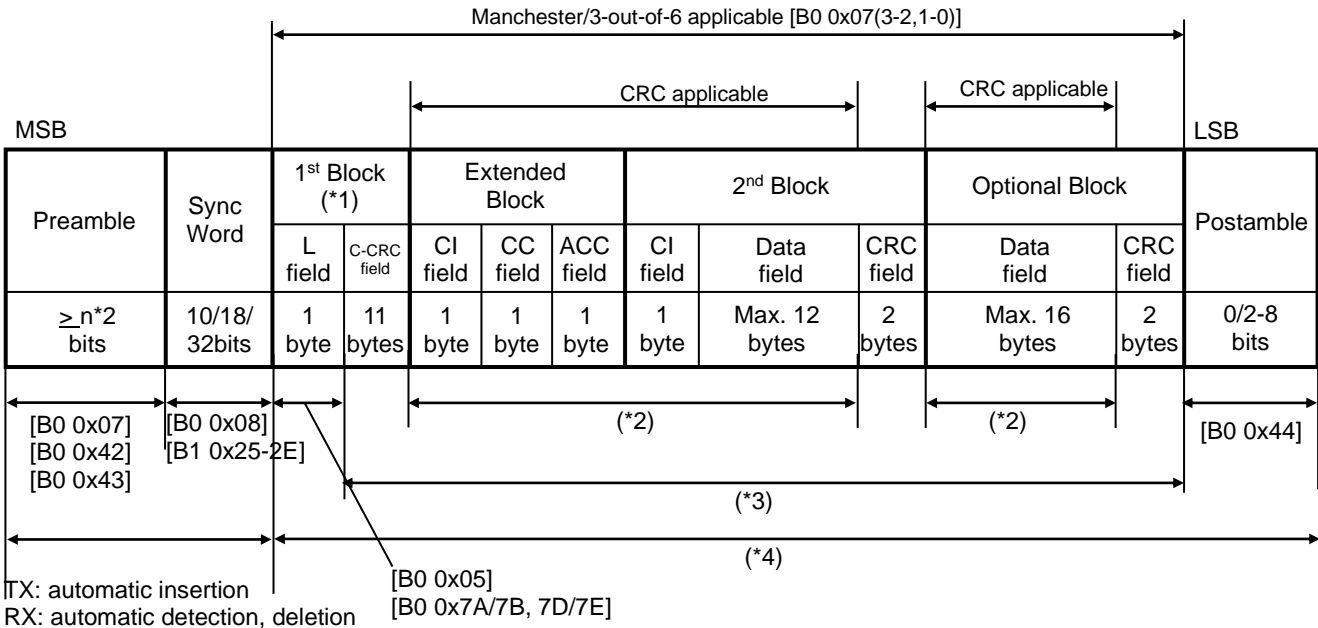 Manchester/3-out-of-6 applicable [B0 0x07(3-2,1-0)]
CRC applicable
CRC applicable
MSB
LSB
Preamble
Sync
Word
1st Block
(*1)
Extended
Block
2nd Block
Optional Block
Postamble
L
field
C-CRC
field
CI
field
CC
field
ACC
field
CI
field
Data
field
CRC
field
Data
field
CRC
field
> n*2
bits
10/18/
32bits
1
byte
11
bytes
1
byte
1
byte
1
byte
1
byte
Max. 12
bytes
2
bytes
Max. 16
bytes
2
bytes
0/2-8
bits
[B0 0x07]
[B0 0x42]
[B0 0x43]
[B0 0x08]
[B1 0x25-2E]
(*2)
(*2)
[B0 0x44]
(*3)
(*4)
TX: automatic insertion
RX: automatic detection, deletion
[B0 0x05]
[B0 0x7A/7B, 7D/7E]